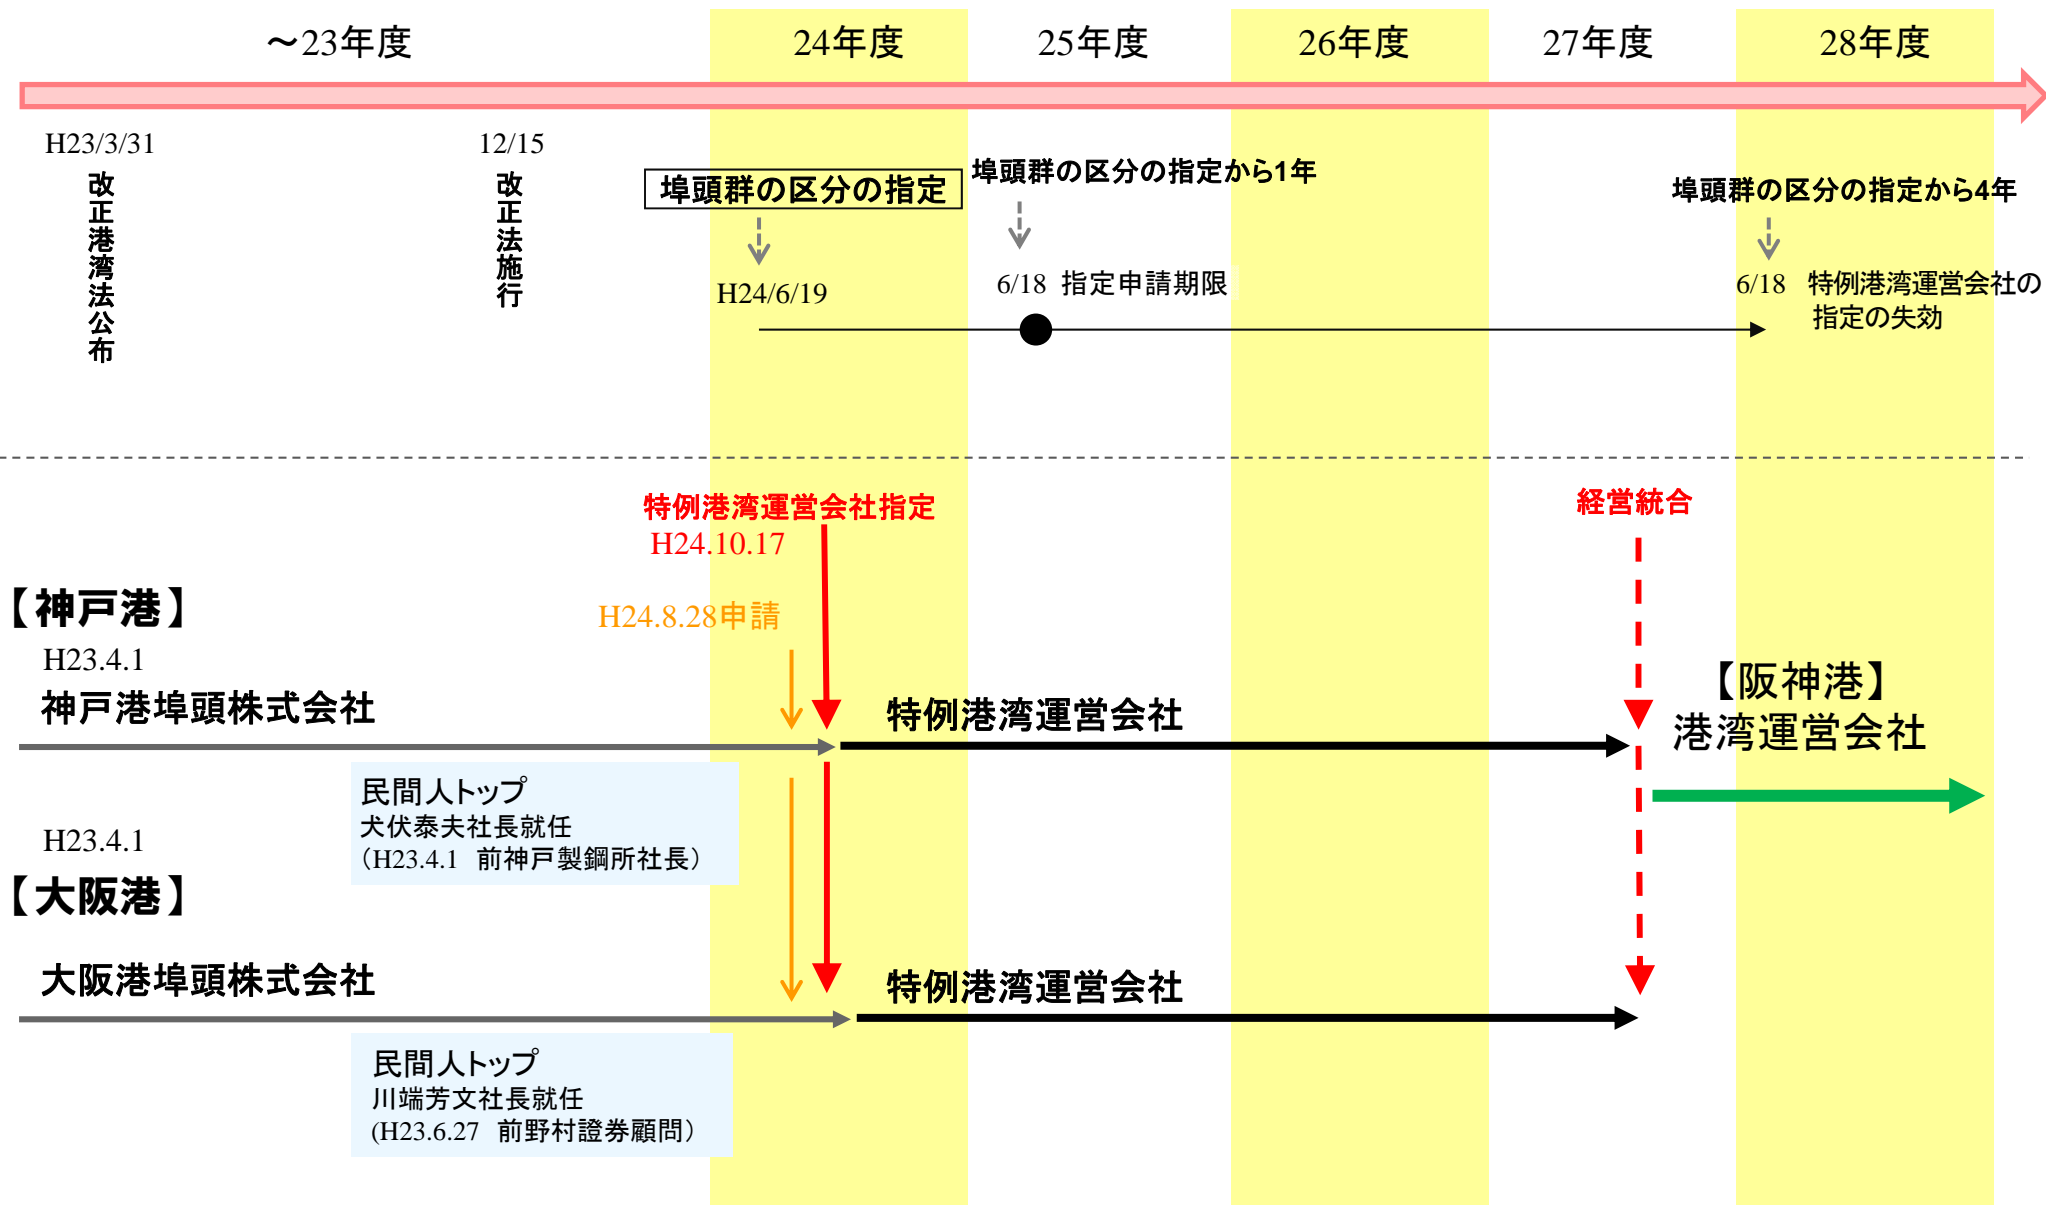 ～23年度
24年度
25年度
26年度
27年度
28年度
H23/3/31
改正港湾法公布
12/15
改正法施行
埠頭群の区分の指定
H24/6/19
埠頭群の区分の指定から1年
6/18 指定申請期限
埠頭群の区分の指定から4年
6/18 特例港湾運営会社の
指定の失効
特例港湾運営会社指定
H24.10.17
経営統合
H24.8.28申請
【神戸港】
H23.4.1
神戸港埠頭株式会社
特例港湾運営会社
【阪神港】
港湾運営会社
民間人トップ
犬伏泰夫社長就任
（H23.4.1 前神戸製鋼所社長）
H23.4.1
【大阪港】
大阪港埠頭株式会社
特例港湾運営会社
民間人トップ
川端芳文社長就任
(H23.6.27 前野村證券顧問）